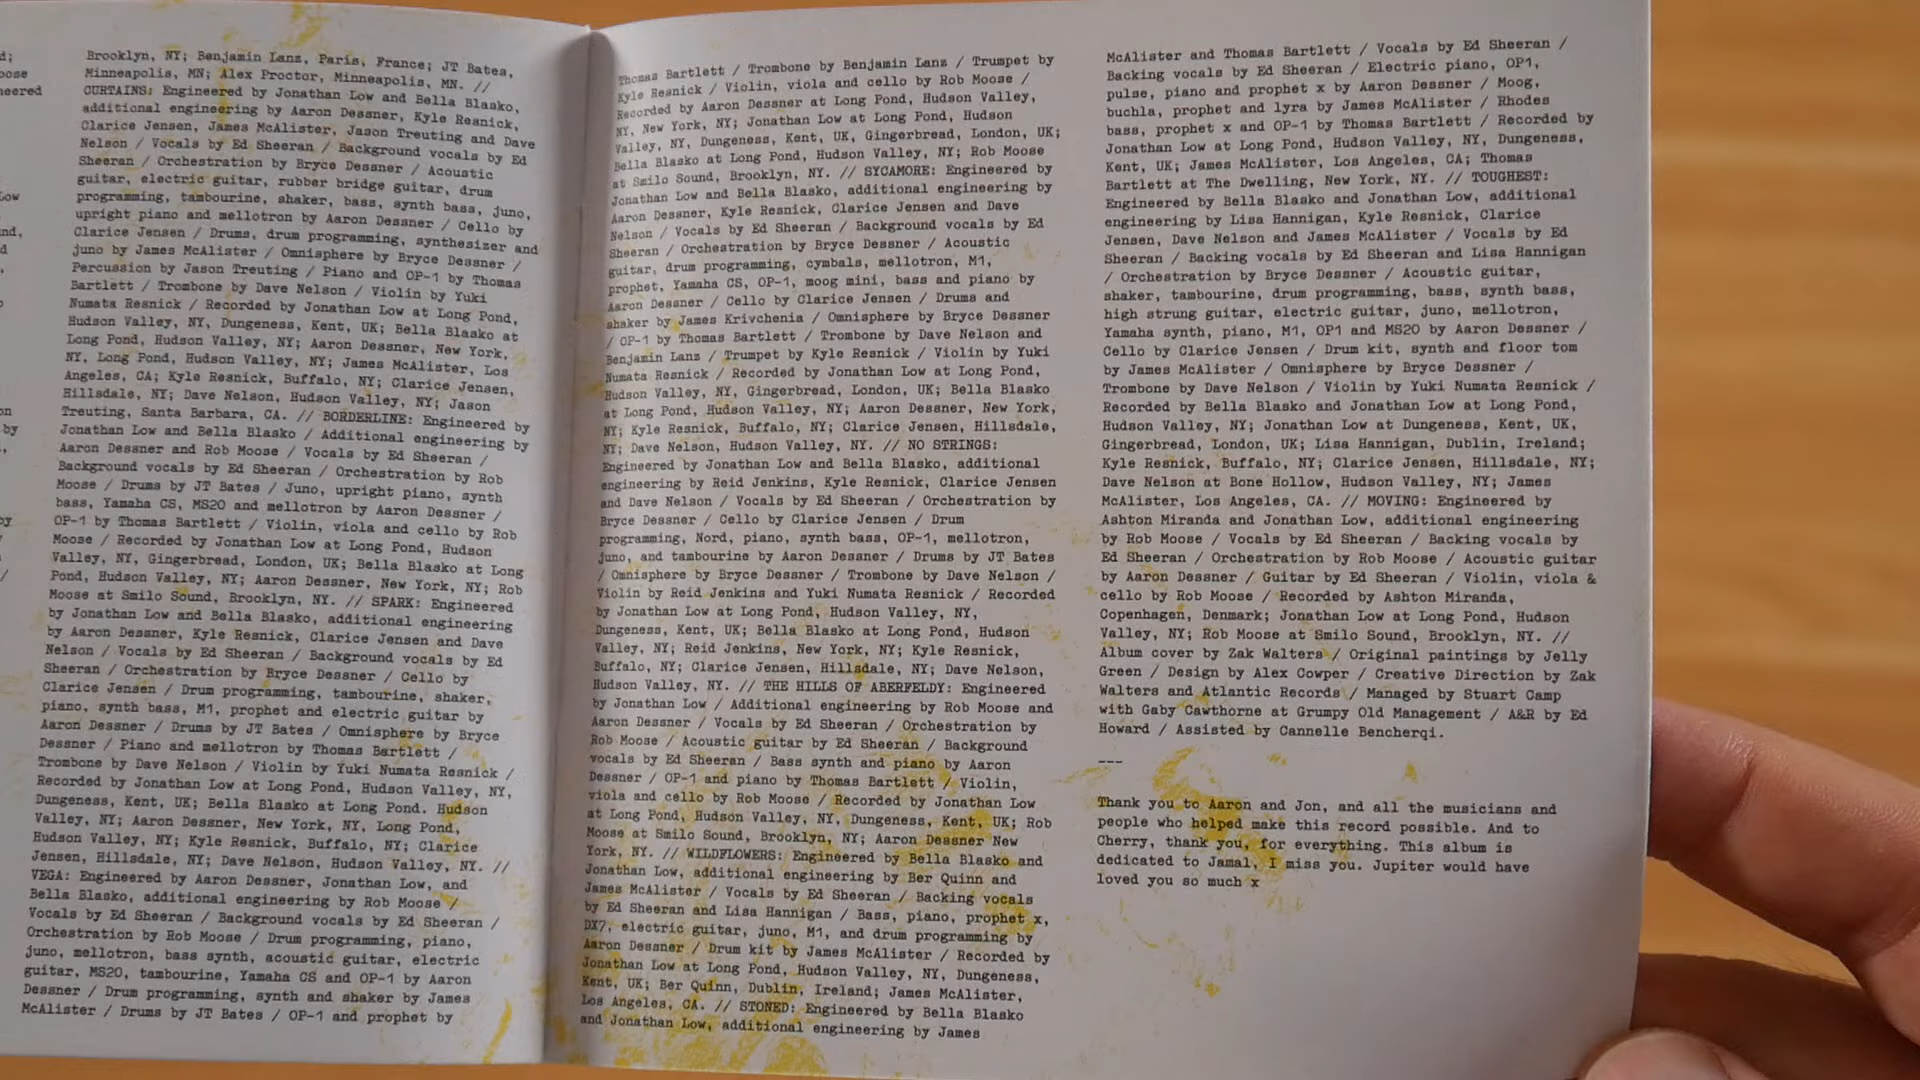 d;
oose
neered
Low
nd,
d
,
on
by
,
by
/
Brooklyn, NY; Benjamin Lanz, Paris, France; JT Bates,
Minneapolis, MN; Alex Proctor, Minneapolis, MN. //
CURTAINS: Engineered by Jonathan Low and Bella Blasko,
additional engineering by Aaron Dessner, Kyle Resnick,
Clarice Jensen, James McAlister, Jason Treuting and Dave
Nelson / Vocals by Ed Sheeran / Background vocals by Ed
Sheeran / Orchestration by Bryce Dessner / Acoustic
guitar, electric guitar, rubber bridge guitar, drum
programming, tambourine, shaker, bass, synth bass, juno,
upright piano and mellotron by Aaron Dessner / Cello by
Clarice Jensen / Drums, drum programming, synthesizer and
juno by James McAlister / Omnisphere by Bryce Dessner /
Percussion by Jason Treuting / Piano and OP-1 by Thomas
Bartlett / Trombone by Dave Nelson / Violin by Yuki
Numata Resnick / Recorded by Jonathan Low at Long Pond,
Hudson Valley, NY, Dungeness, Kent, UK; Bella Blasko at
Long Pond, Hudson Valley, NY; Aaron Dessner, New York,
NY, Long Pond, Hudson Valley, NY; James McAlister, Los
Angeles, CA; Kyle Resnick, Buffalo, NY; Clarice Jensen,
Hillsdale, NY; Dave Nelson, Hudson Valley, NY; Jason
Treuting, Santa Barbara, CA. // BORDERLINE: Engineered by
Jonathan Low and Bella Blasko / Additional engineering by
Aaron Dessner and Rob Moose / Vocals by Ed Sheeran /
Background vocals by Ed Sheeran / Orchestration by Rob
Moose / Drums by JT Bates / Juno, upright piano, synth
bass, Yamaha CS, MS20 and mellotron by Aaron Dessner /
OP-1 by Thomas Bartlett / Violin, viola and cello by Rob
Moose / Recorded by Jonathan Low at Long Pond, Hudson
Valley, NY, Gingerbread, London, UK; Bella Blasko at Long
Pond, Hudson Valley, NY; Aaron Dessner, New York, NY; Rob
Moose at Smilo Sound, Brooklyn, NY. // SPARK: Engineered
by Jonathan Low and Bella Blasko, additional engineering
by Aaron Dessner, Kyle Resnick, Clarice Jensen and Dave
Nelson / Vocals by Ed Sheeran / Background vocals by Ed
Sheeran / Orchestration by Bryce Dessner / Cello by
Clarice Jensen / Drum programming, tambourine, shaker,
piano, synth bass, M1, prophet and electric guitar by
Aaron Dessner / Drums by JT Bates / Omnisphere by Bryce
Dessner / Piano and mellotron by Thomas Bartlett /
Trombone by Dave Nelson / Violin by Yuki Numata Resnick /
Recorded by Jonathan Low at Long Pond, Hudson Valley, NY,
Dungeness, Kent, UK; Bella Blasko at Long Pond. Hudson
Valley, NY; Aaron Dessner, New York, NY, Long Pond,
Hudson Valley, NY; Kyle Resnick, Buffalo, NY; Clarice
Jensen, Hillsdale, NY; Dave Nelson, Hudson Valley, NY. //
VEGA: Engineered by Aaron Dessner, Jonathan Low, and
Bella Blasko, additional engineering by Rob Moose /
Vocals by Ed Sheeran / Background vocals by Ed Sheeran /
Orchestration by Rob Moose / Drum programming, piano,
juno, mellotron, bass synth, acoustic guitar, electric
guitar, MS20, tambourine, Yamaha CS and OP-1 by Aaron
Dessner / Drum programming, synth and shaker by James
McAlister / Drums by JT Bates / OP-1 and prophet by
Thomas Bartlett / Trombone by Benjamin Lanz / Trumpet by
Kyle Resnick / Violin, viola and cello by Rob Moose /
Recorded by Aaron Dessner at Long Pond, Hudson Valley,
NY, New York, NY; Jonathan Low at Long Pond, Hudson
Valley, NY, Dungeness, Kent, UK, Gingerbread, London, UK;
Bella Blasko at Long Pond, Hudson Valley, NY; Rob Moose
at Smilo Sound, Brooklyn, NY. // SYCAMORE: Engineered by
Jonathan Low and Bella Blasko, additional engineering by
Aaron Dessner, Kyle Resnick, Clarice Jensen and Dave
Nelson / Vocals by Ed Sheeran / Background vocals by Ed
Sheeran / Orchestration by Bryce Dessner / Acoustic
guitar, drum programming, cymbals, mellotron, M1,
prophet, Yamaha CS, OP-1, moog mini, bass and piano by
Aaron Dessner / Cello by Clarice Jensen / Drums and
shaker by James Krivchenia / Omnisphere by Bryce Dessner
/ OP-1 by Thomas Bartlett / Trombone by Dave Nelson and
Benjamin Lanz / Trumpet by Kyle Resnick / Violin by Yuki
Numata Resnick / Recorded by Jonathan Low at Long Pond,
Hudson Valley, NY, Gingerbread, London, UK; Bella Blasko
at Long Pond, Hudson Valley, NY; Aaron Dessner, New York,
NY; Kyle Resnick, Buffalo, NY; Clarice Jensen, Hillsdale,
NY; Dave Nelson, Hudson Valley, NY. // NO STRINGS:
Engineered by Jonathan Low and Bella Blasko, additional
engineering by Reid Jenkins, Kyle Resnick, Clarice Jensen
and Dave Nelson / Vocals by Ed Sheeran / Orchestration by
Bryce Dessner / Cello by Clarice Jensen / Drum
programming, Nord, piano, synth bass, OP-1, mellotron,
juno, and tambourine by Aaron Dessner / Drums by JT Bates
/ Omnisphere by Bryce Dessner / Trombone by Dave Nelson /
Violin by Reid Jenkins and Yuki Numata Resnick / Recorded
by Jonathan Low at Long Pond, Hudson Valley, NY,
Dungeness, Kent, UK; Bella Blasko at Long Pond, Hudson
Valley, NY; Reid Jenkins, New York, NY; Kyle Resnick,
Buffalo, NY; Clarice Jensen, Hillsdale, NY; Dave Nelson,
Hudson Valley, NY. // THE HILLS OF ABERFELDY: Engineered
by Jonathan Low / Additional engineering by Rob Moose and
Aaron Dessner / Vocals by Ed Sheeran / Orchestration by
Rob Moose / Acoustic guitar by Ed Sheeran / Background
vocals by Ed Sheeran / Bass synth and piano by Aaron
Dessner / OP-1 and piano by Thomas Bartlett / Violin,
viola and cello by Rob Moose / Recorded by Jonathan Low
at Long Pond, Hudson Valley, NY, Dungeness, Kent, UK; Rob
Moose at Smilo Sound, Brooklyn, NY; Aaron Dessner New
York, NY. // WILDFLOWERS: Engineered by Bella Blasko and
Jonathan Low, additional engineering by Ber Quinn and
James McAlister / Vocals by Ed Sheeran / Backing vocals
by Ed Sheeran and Lisa Hannigan / Bass, piano, prophet x,
DX7, electric guitar, juno, M1, and drum programming by
Aaron Dessner / Drum kit by James McAlister / Recorded by
Jonathan Low at Long Pond, Hudson Valley, NY, Dungeness,
Kent, UK; Ber Quinn, Dublin, Ireland; James McAlister,
Los Angeles, CA. // STONED: Engineered by Bella Blasko
and Jonathan Low, additional engineering by James
McAlister and Thomas Bartlett / Vocals by Ed Sheeran /
Backing vocals by Ed Sheeran / Electric piano, OP1,
pulse, piano and prophet x by Aaron Dessner / Moog,
buchla, prophet and lyra by James McAlister / Rhodes
bass, prophet x and OP-1 by Thomas Bartlett / Recorded by
Jonathan Low at Long Pond, Hudson Valley, NY, Dungeness,
Kent, UK; James McAlister, Los Angeles, CA; Thomas
Bartlett at The Dwelling, New York, NY. // TOUGHEST:
Engineered by Bella Blasko and Jonathan Low, additional
engineering by Lisa Hannigan, Kyle Resnick, Clarice
Jensen, Dave Nelson and James McAlister / Vocals by Ed
Sheeran / Backing vocals by Ed Sheeran and Lisa Hannigan
/ Orchestration by Bryce Dessner / Acoustic guitar,
shaker, tambourine, drum programming, bass, synth bass,
high strung guitar, electric guitar, juno, mellotron,
Yamaha synth, piano, M1, OP1 and MS20 by Aaron Dessner /
Cello by Clarice Jensen / Drum kit, synth and floor tom
by James McAlister / Omnisphere by Bryce Dessner /
Trombone by Dave Nelson / Violin by Yuki Numata Resnick /
Recorded by Bella Blasko and Jonathan Low at Long Pond,
Hudson Valley, NY; Jonathan Low at Dungeness, Kent, UK,
Gingerbread, London, UK; Lisa Hannigan, Dublin, Ireland;
Kyle Resnick, Buffalo, NY; Clarice Jensen, Hillsdale, NY;
Dave Nelson at Bone Hollow, Hudson Valley, NY; James
McAlister, Los Angeles, CA. // MOVING: Engineered by
Ashton Miranda and Jonathan Low, additional engineering
by Rob Moose / Vocals by Ed Sheeran / Backing vocals by
Ed Sheeran / Orchestration by Rob Moose / Acoustic guitar
by Aaron Dessner / Guitar by Ed Sheeran / Violin, viola &
cello by Rob Moose / Recorded by Ashton Miranda,
Copenhagen, Denmark; Jonathan Low at Long Pond, Hudson
Valley, NY; Rob Moose at Smilo Sound, Brooklyn, NY. //
Album cover by Zak Walters / Original paintings by Jelly
Green / Design by Alex Cowper / Creative Direction by Zak
Walters and Atlantic Records / Managed by Stuart Camp
with Gaby Cawthorne at Grumpy Old Management / A&R by Ed
Howard / Assisted by Cannelle Bencherqi.
---
Thank you to Aaron and Jon, and all the musicians and
people who helped make this record possible. And to
Cherry, thank you, for everything. This album is
dedicated to Jamal, I miss you. Jupiter would have
loved you so much x